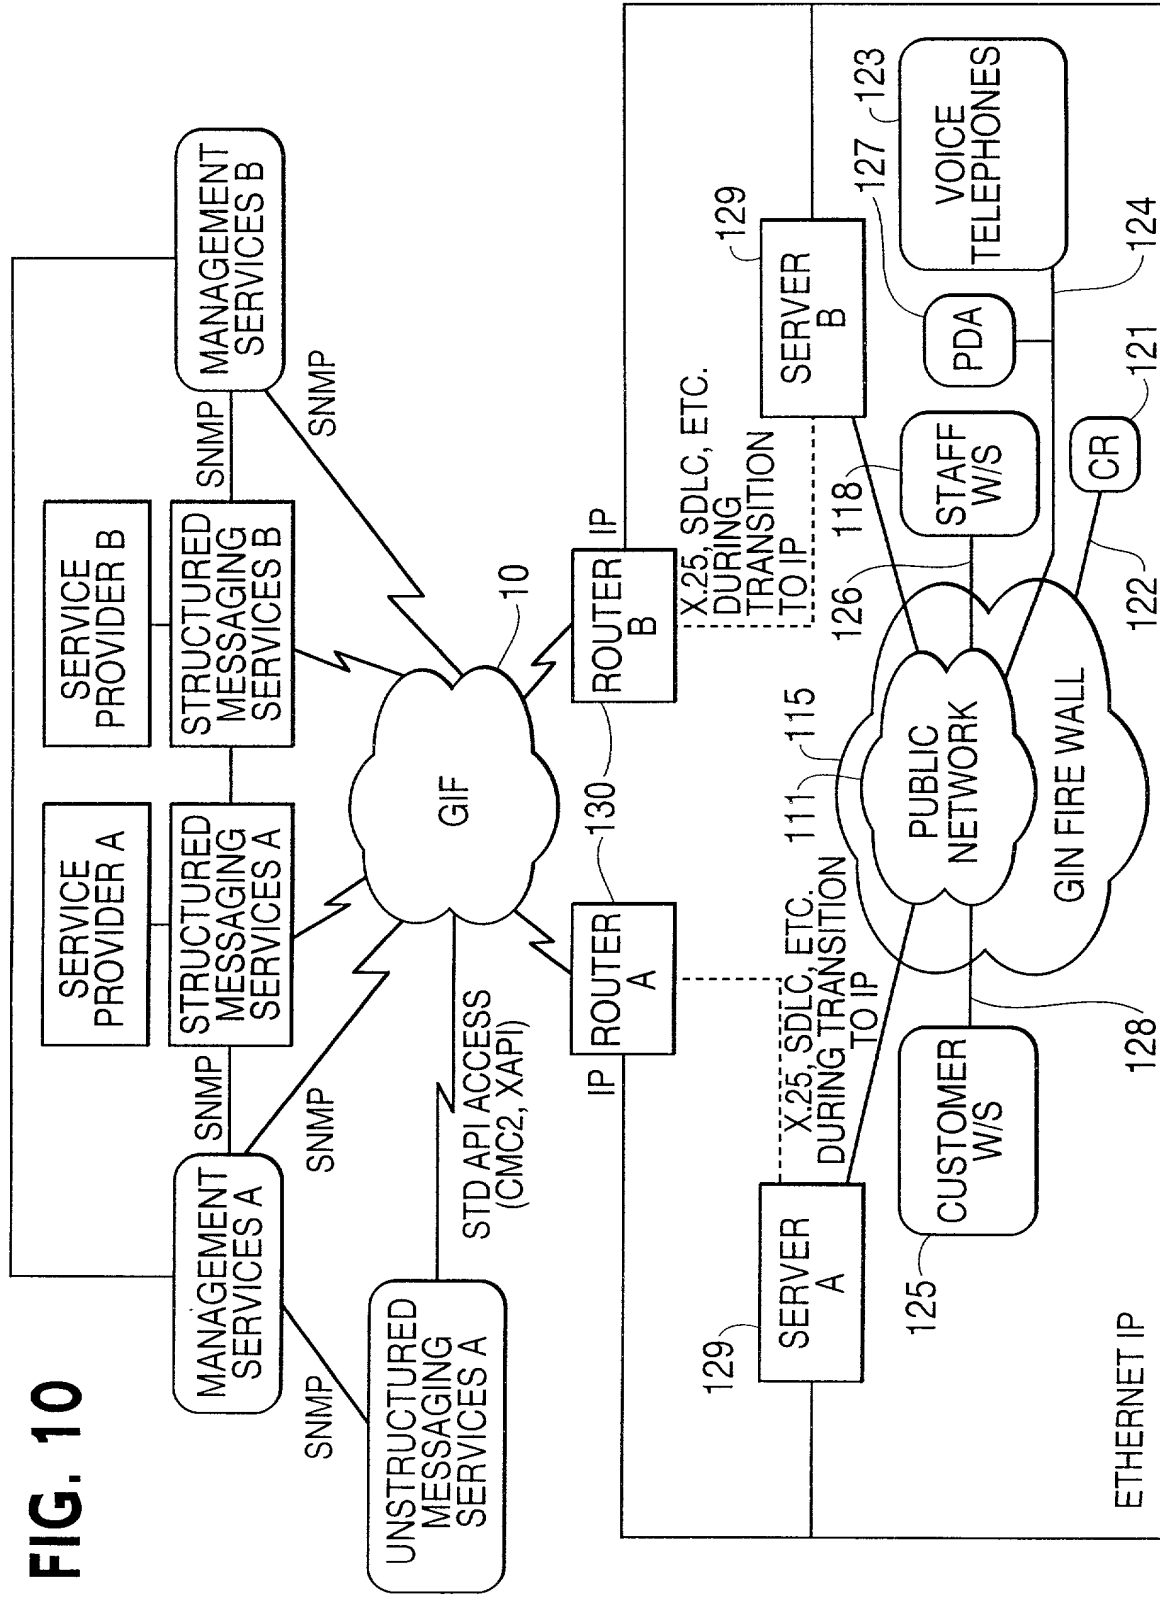 FIG. 10
SERVICE
PROVIDER A
SERVICE
PROVIDER B
MANAGEMENT
SERVICES A
SNMP
STRUCTURED
MESSAGING
SERVICES A
STRUCTURED
MESSAGING
SERVICES B
SNMP
MANAGEMENT
SERVICES B
SNMP
SNMP
SNMP
UNSTRUCTURED
MESSAGING
SERVICES A
STD API ACCESS
(CMC2, XAPI)
GIF
10
IP
ROUTER
A
130
ROUTER
B
IP
X.25, SDLC, ETC.
DURING TRANSITION
TO IP
X.25, SDLC, ETC.
DURING
TRANSITION
TO IP
129
SERVER
A
SERVER
B
129
111
115
PUBLIC
NETWORK
GIN FIRE WALL
125
CUSTOMER
W/S
128
126
118
STAFF
W/S
127
PDA
123
VOICE
TELEPHONES
124
CR
121
122
ETHERNET IP